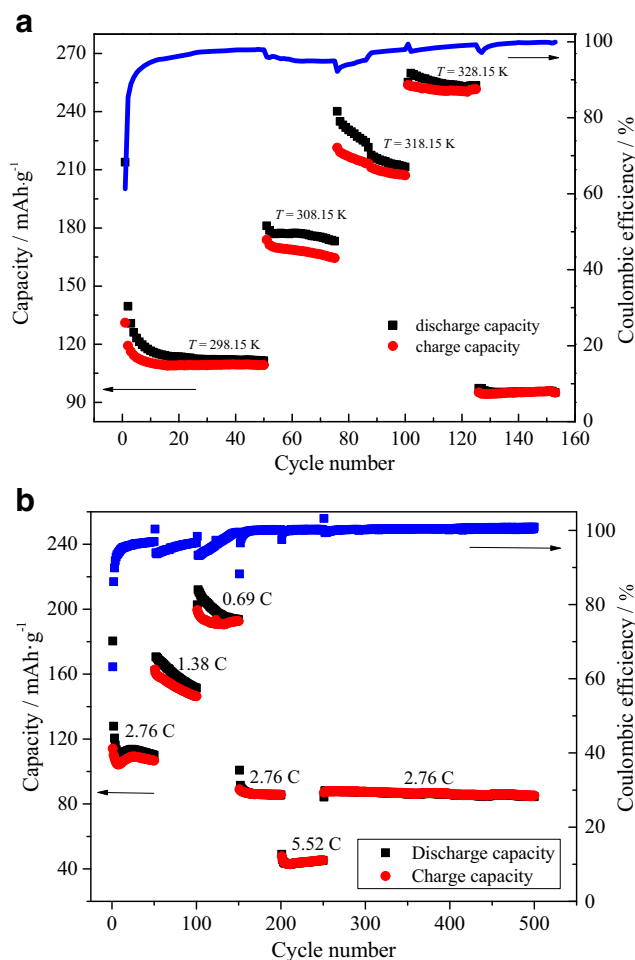 a
270
240
210
180
150
120
90
100
80
60
40
20
0
Capacity / mAh·g⁻¹
Coulombic efficiency / %
T = 328.15 K
T = 318.15 K
T = 308.15 K
T = 298.15 K
discharge capacity
charge capacity
0 20 40 60 80 100 120 140 160
Cycle number
b
240
200
160
120
80
40
100
80
60
40
20
0
Capacity / mAh·g⁻¹
Coulombic efficiency / %
0.69 C
1.38 C
2.76 C
2.76 C
2.76 C
5.52 C
Discharge capacity
Charge capacity
0 100 200 300 400 500
Cycle number